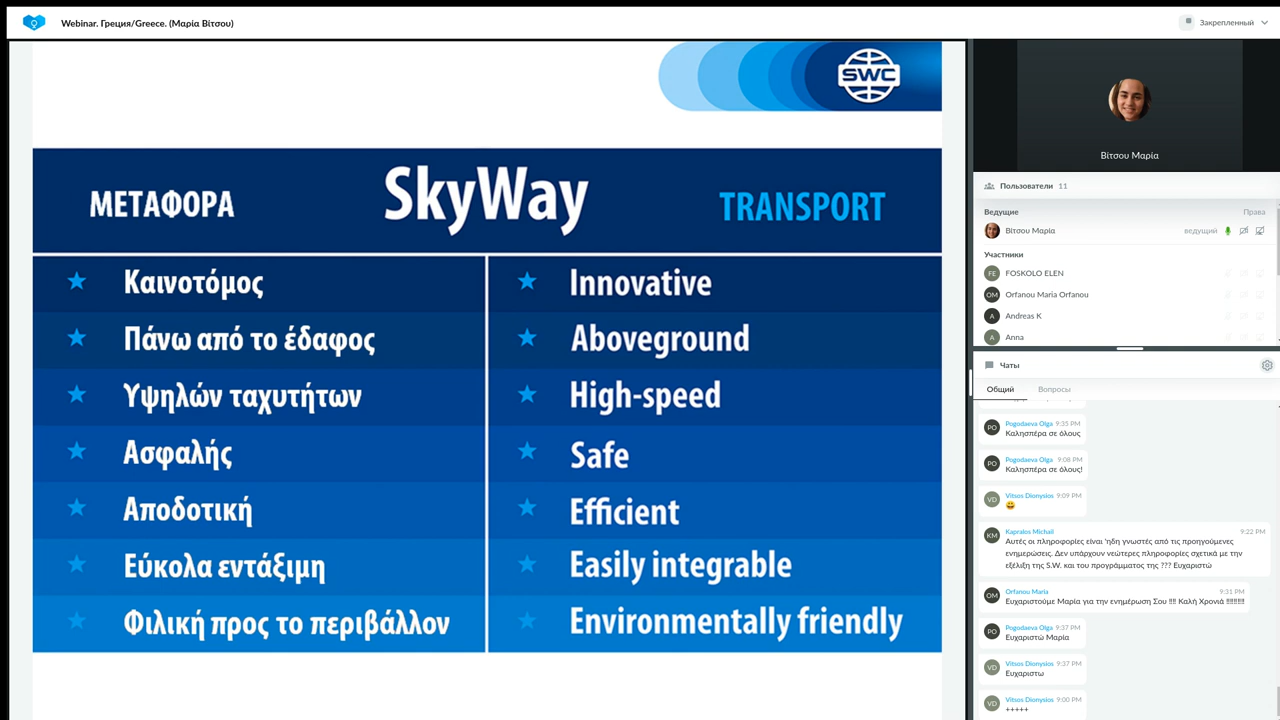 Webinar. Греция/Greece. (Марία Βίτσου)
Закрепленный
SWC
ΜΕΤΑΦΟΡΑ
SkyWay
TRANSPORT
Καινοτόμος
Innovative
Πάνω από το έδαφος
Aboveground
Υψηλών ταχυτήτων
High-speed
Ασφαλής
Safe
Αποδοτική
Efficient
Εύκολα εντάξιμη
Easily integrable
Φιλική προς το περιβάλλον
Environmentally friendly
Βίτσου Μαρία
Пользователи 11
Ведущие
Права
Βίτσου Μαρία
ведущий
Участники
FE FOSKOLO ELEN
OM Orfanou Maria Orfanou
A Andreas K
A Anna
Чаты
Общий
Вопросы
PO Pogodaeva Olga 9:35 PM
Καλησπέρα σε όλους
PO Pogodaeva Olga 9:08 PM
Καλησπέρα σε όλους!
VD Vitsos Dionysios 9:09 PM
😄
KM Kapralos Michail 9:22 PM
Αυτές οι πληροφορίες είναι 'ηδη γνωστές από τις προηγούμενες
ενημερώσεις. Δεν υπάρχουν νεώτερες πληροφορίες σχετικά με την
εξέλιξη της S.W. και του προγράμματος της ??? Ευχαριστώ
OM Orfanou Maria 9:31 PM
Ευχαριστούμε Μαρία για την ενημέρωση Σου !!!! Καλή Χρονιά !!!!!!!!!
PO Pogodaeva Olga 9:37 PM
Ευχαριστώ Μαρία
VD Vitsos Dionysios 9:37 PM
Ευχαριστω
VD Vitsos Dionysios 9:00 PM
+++++